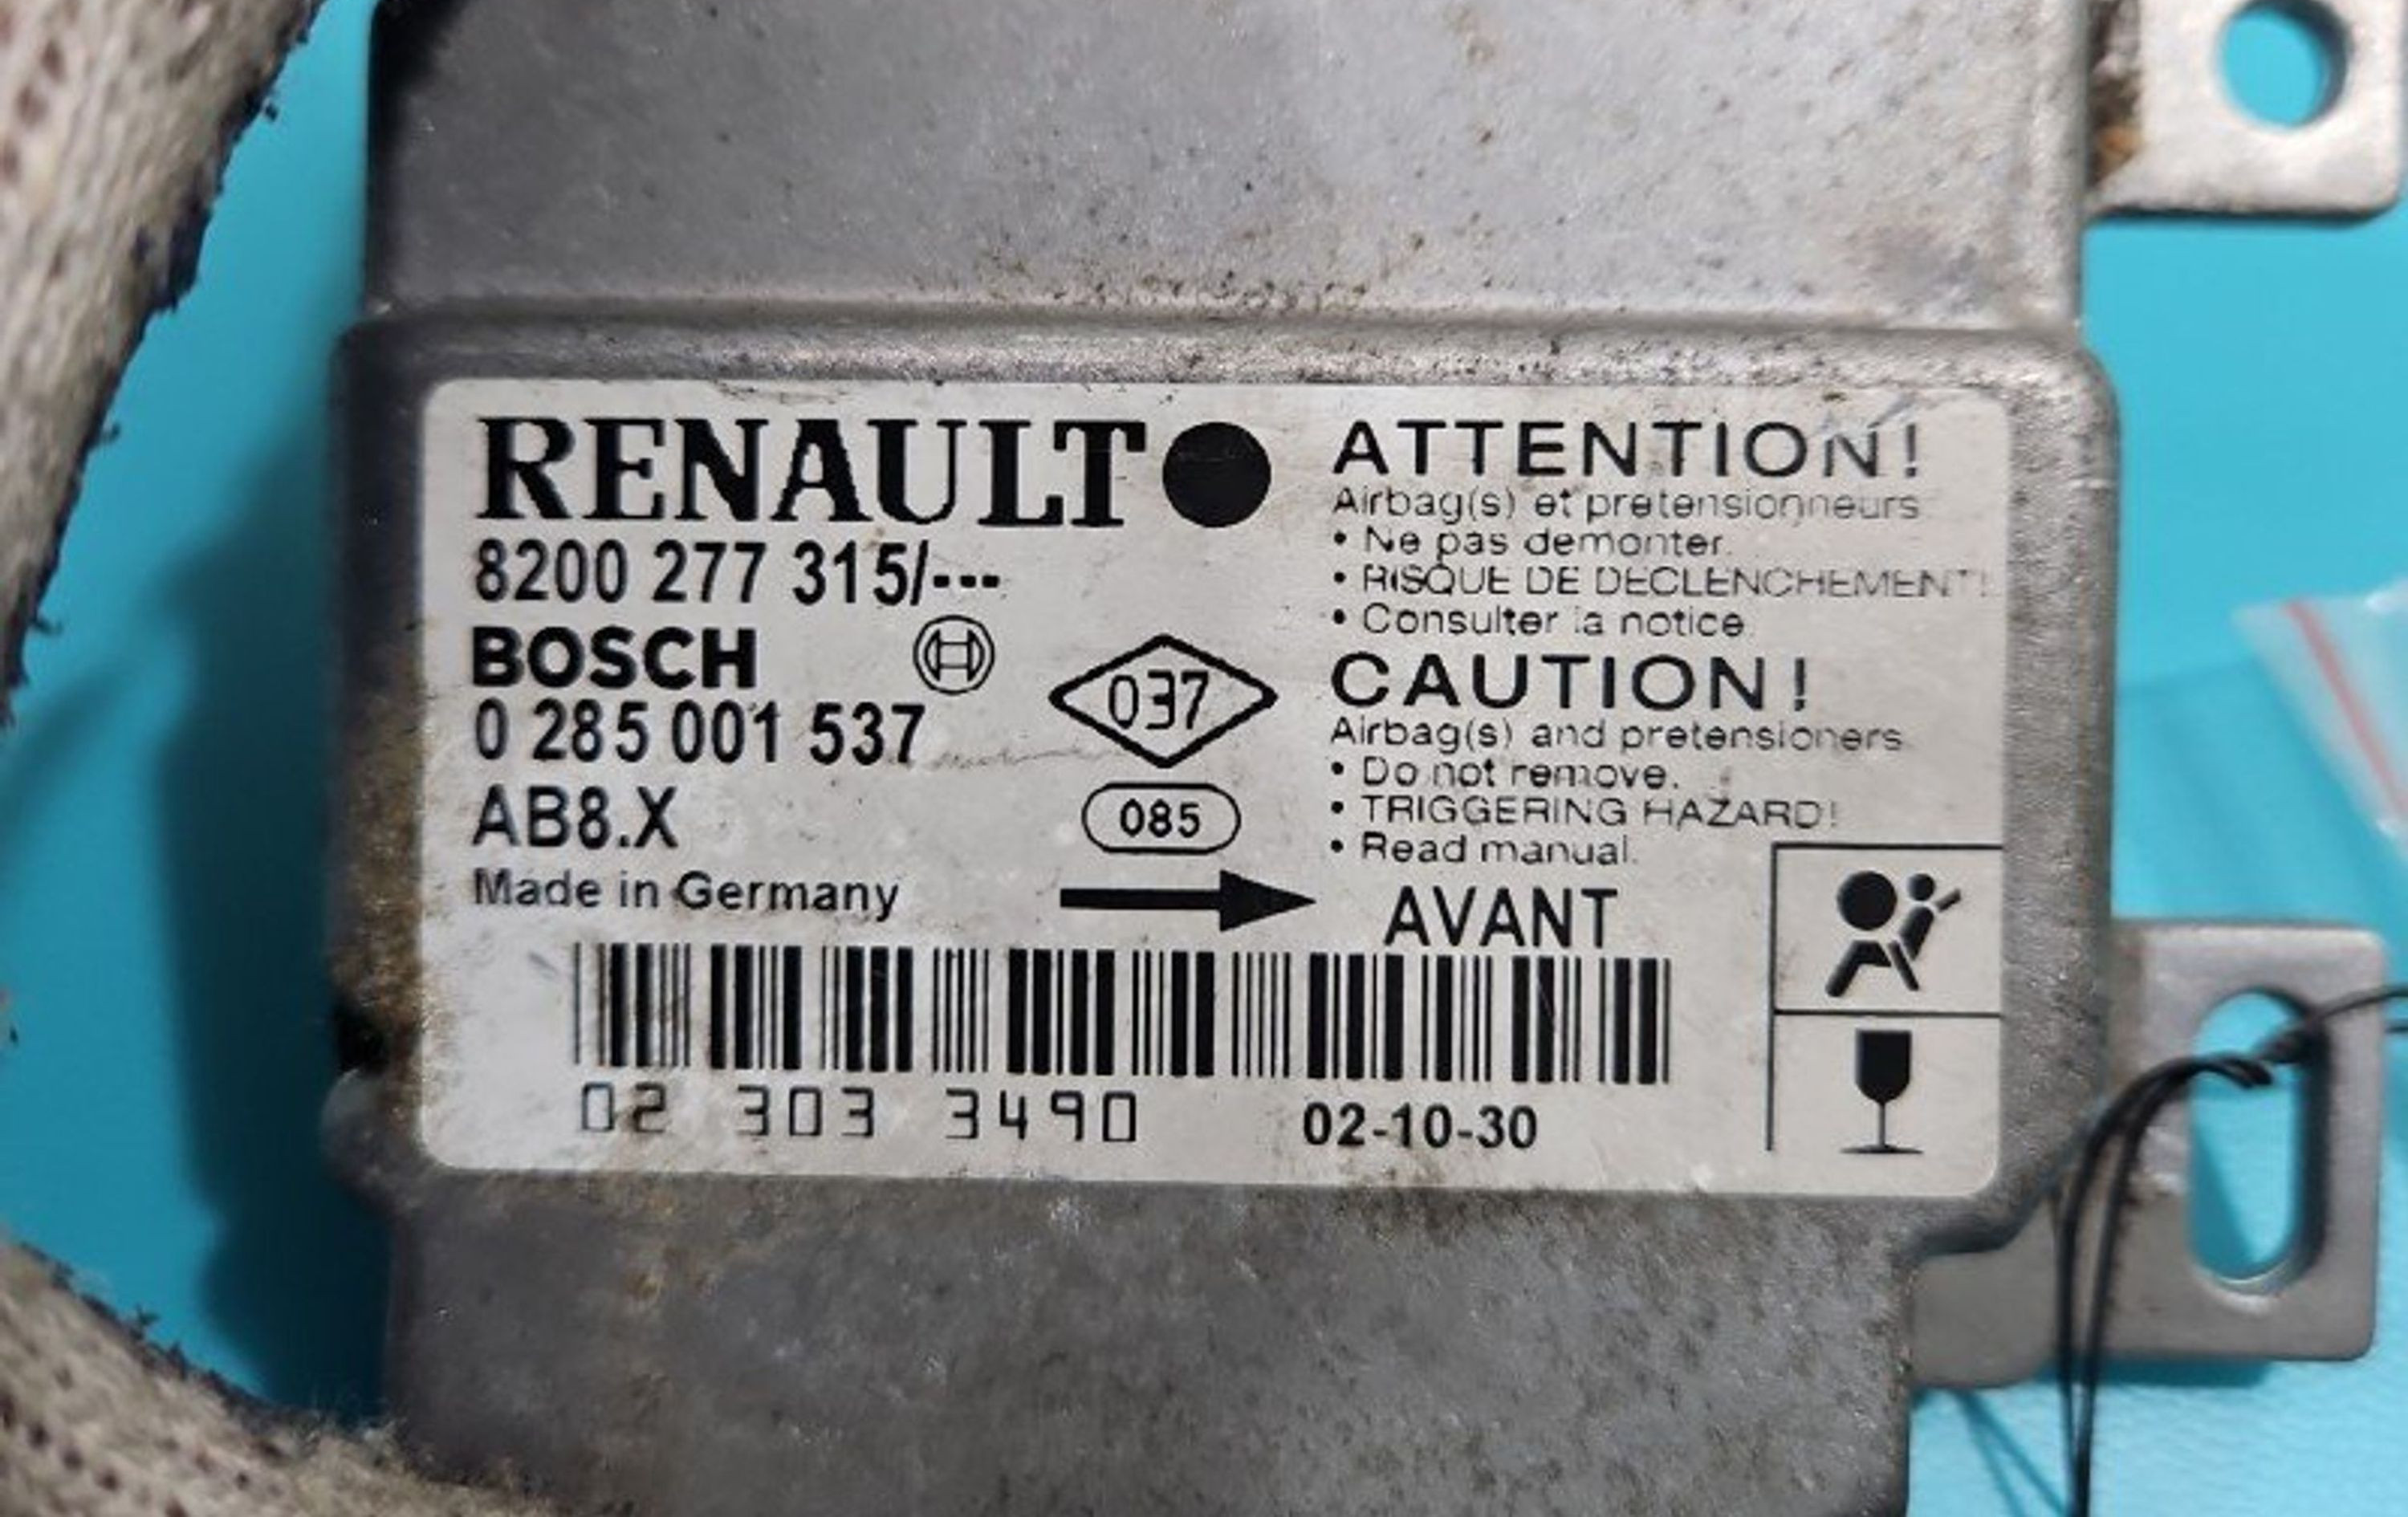 RENAULT
8200 277 315/---
BOSCH
0 285 001 537
AB8.X
Made in Germany
037
085
ATTENTION!
Airbag(s) et pretensionneurs
• Ne pas demonter.
• RISQUE DE DECLENCHEMENT!
• Consulter la notice.
CAUTION!
Airbag(s) and pretensioners
• Do not remove.
• TRIGGERING HAZARD!
• Read manual.
AVANT
02 303 3490
02-10-30